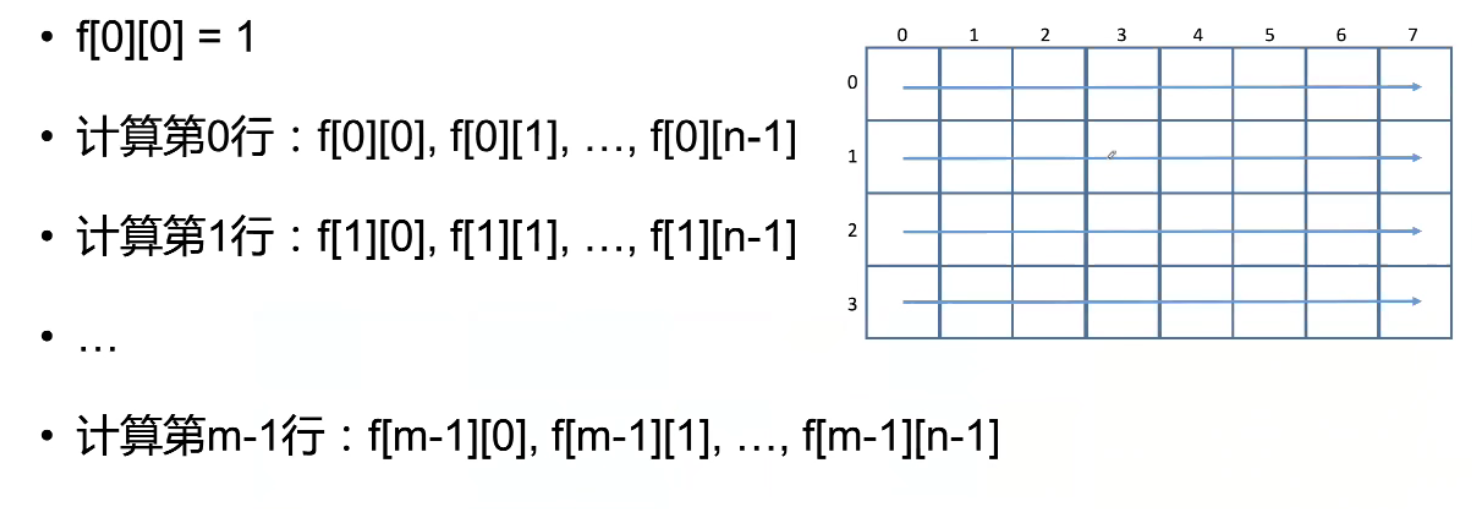 • f[0][0] = 1
• 计算第0行：f[0][0], f[0][1], …, f[0][n-1]
• 计算第1行：f[1][0], f[1][1], …, f[1][n-1]
• …
• 计算第m-1行：f[m-1][0], f[m-1][1], …, f[m-1][n-1]
0 1 2 3 4 5 6 7
0
1
2
3